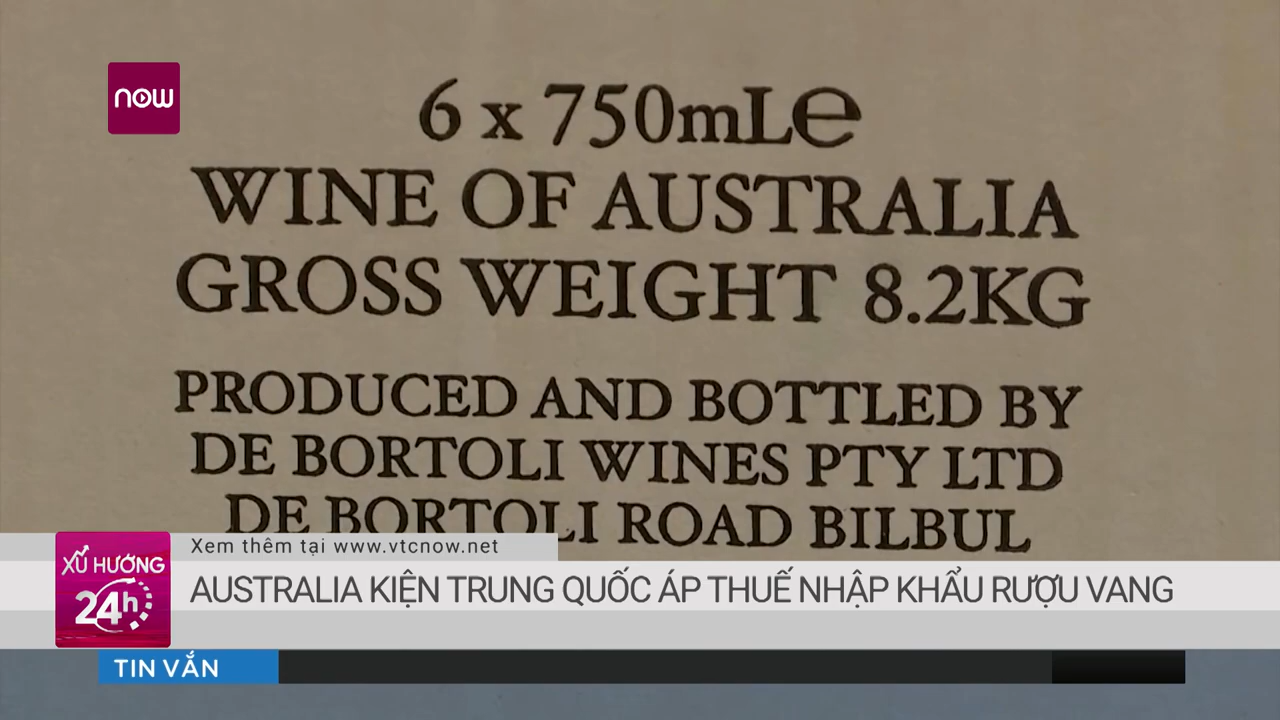 now
6 x 750mLe
WINE OF AUSTRALIA
GROSS WEIGHT 8.2KG
PRODUCED AND BOTTLED BY
DE BORTOLI WINES PTY LTD
DE BORTOLI ROAD BILBUL
Xem thêm tại www.vtcnow.net
XU HƯỚNG
24h
AUSTRALIA KIỆN TRUNG QUỐC ÁP THUẾ NHẬP KHẨU RƯỢU VANG
TIN VẮN